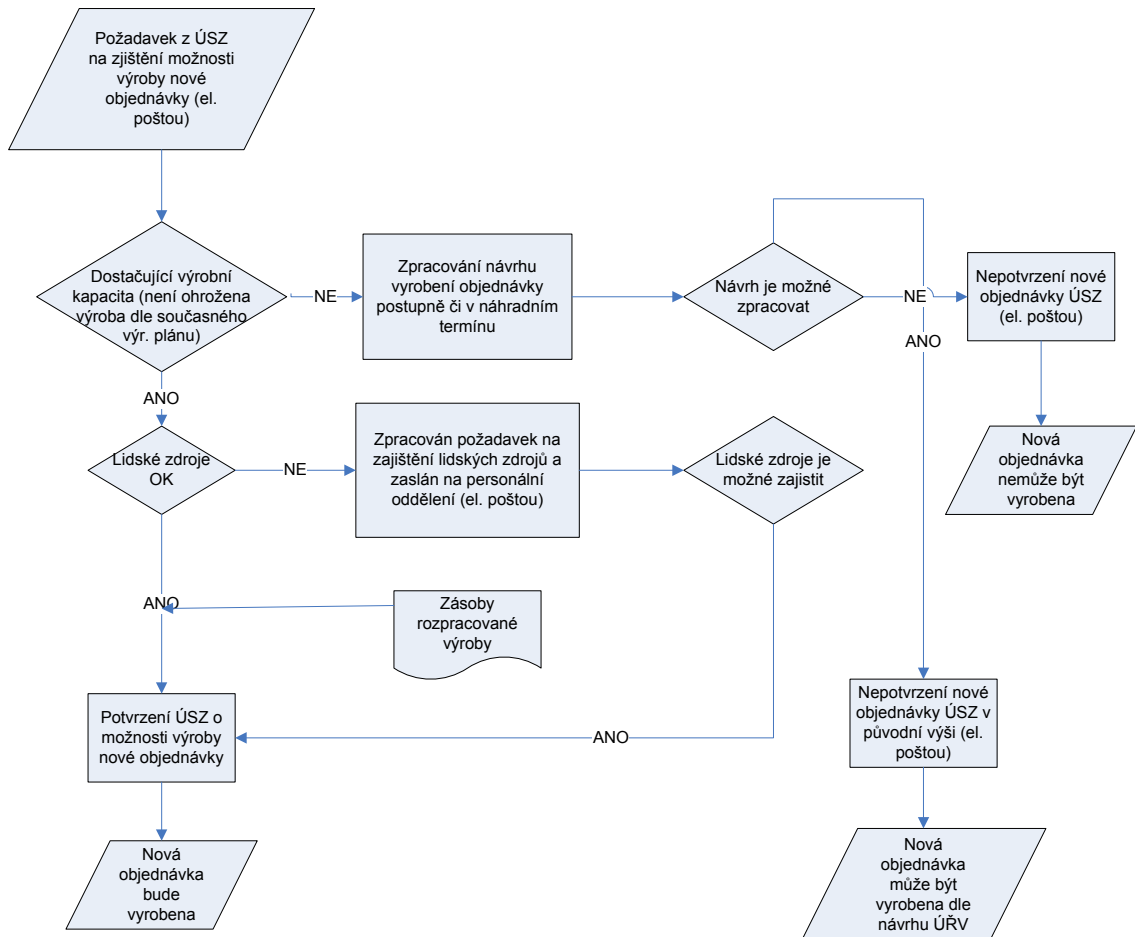 Požadavek z ÚSZ
na zjištění možnosti
výroby nové
objednávky (el.
poštou)
Dostačující výrobní
kapacita (není ohrožena
výroba dle současného
výr. plánu)
NE
Zpracování návrhu
vyrobení objednávky
postupně či v náhradním
termínu
Návrh je možné
zpracovat
NE
Nepotvrzení nové
objednávky ÚSZ
(el. poštou)
ANO
ANO
Lidské zdroje
OK
NE
Zpracován požadavek na
zajištění lidských zdrojů a
zaslán na personální
oddělení (el. poštou)
Lidské zdroje je
možné zajistit
Nová
objednávka
nemůže být
vyrobena
ANO
Zásoby
rozpracované
výroby
Potvrzení ÚSZ o
možnosti výroby
nové objednávky
ANO
Nepotvrzení nové
objednávky ÚSZ v
původní výši (el.
poštou)
Nová
objednávka
bude
vyrobena
Nová
objednávka
může být
vyrobena dle
návrhu ÚŘV